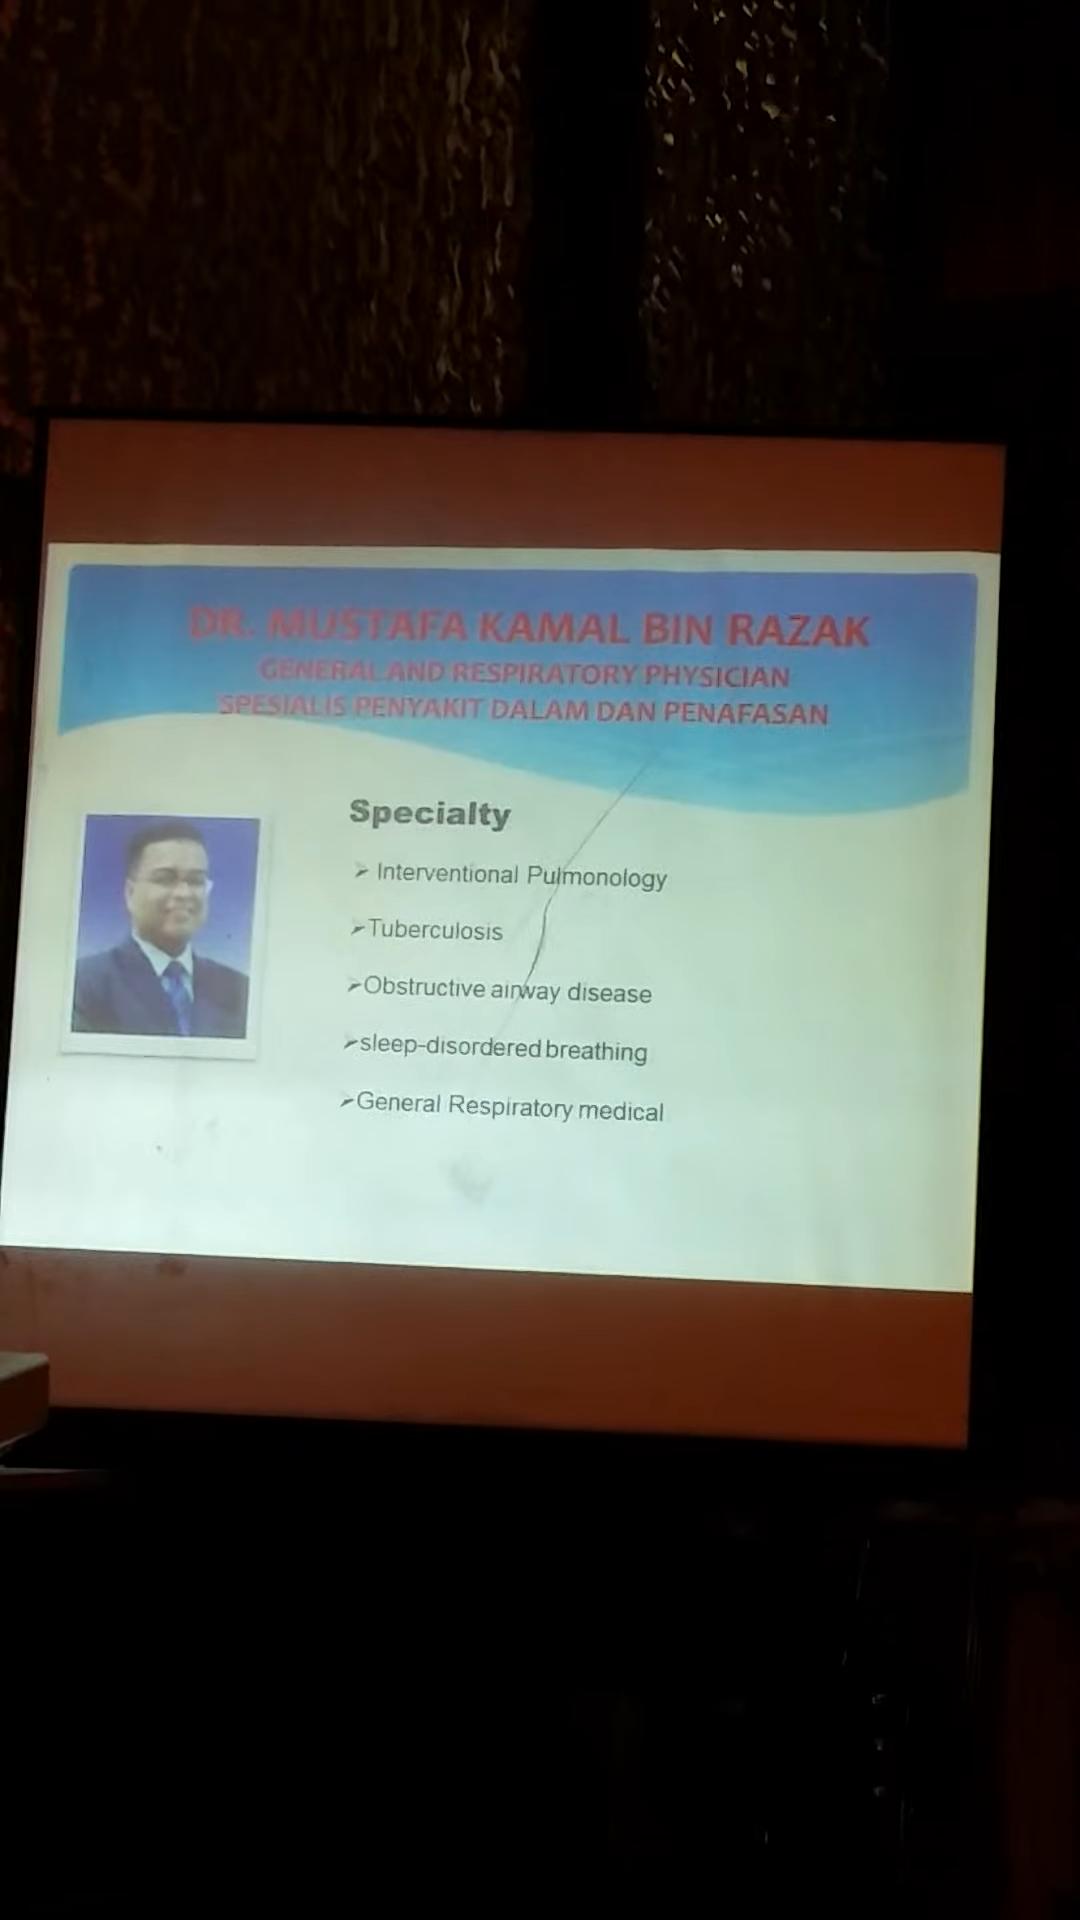 DR. MUSTAFA KAMAL BIN RAZAK
GENERAL AND RESPIRATORY PHYSICIAN
SPESIALIS PENYAKIT DALAM DAN PENAFASAN
Specialty
➢ Interventional Pulmonology
➢Tuberculosis
➢Obstructive airway disease
➢sleep-disordered breathing
➢General Respiratory medical